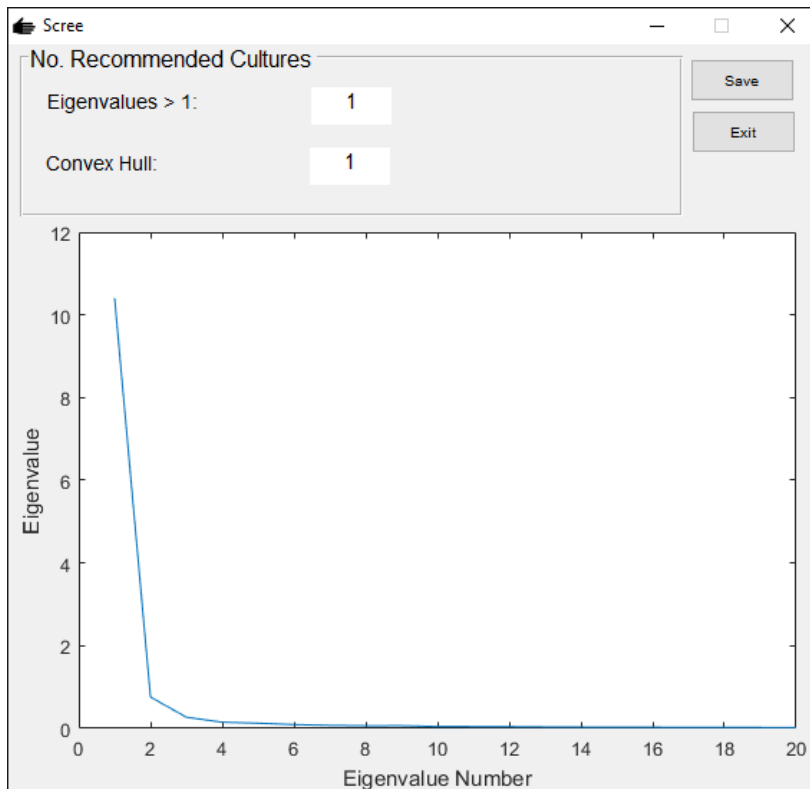 Scree
No. Recommended Cultures
Eigenvalues > 1: 1
Convex Hull: 1
Save
Exit
12
10
8
6
4
2
0
Eigenvalue
0 2 4 6 8 10 12 14 16 18 20
Eigenvalue Number